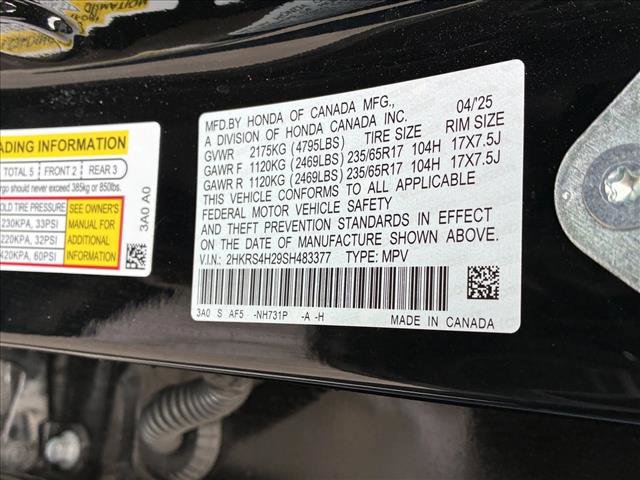 MFD.BY HONDA OF CANADA MFG., 04/'25
A DIVISION OF HONDA CANADA INC.
GVWR 2175KG (4795LBS) TIRE SIZE RIM SIZE
GAWR F 1120KG (2469LBS) 235/65R17 104H 17X7.5J
GAWR R 1120KG (2469LBS) 235/65R17 104H 17X7.5J
THIS VEHICLE CONFORMS TO ALL APPLICABLE
FEDERAL MOTOR VEHICLE SAFETY
AND THEFT PREVENTION STANDARDS IN EFFECT
ON THE DATE OF MANUFACTURE SHOWN ABOVE.
V.I.N.: 2HKRS4H29SH483377 TYPE: MPV
3A0 S AF5 -NH731P -A -H MADE IN CANADA
ADING INFORMATION
TOTAL 5 FRONT 2 REAR 3
rgo should never exceed 385kg or 850lbs.
OLD TIRE PRESSURE
230KPA, 33PSI
220KPA, 32PSI
420KPA, 60PSI
SEE OWNER'S
MANUAL FOR
ADDITIONAL
INFORMATION
3A0 A0